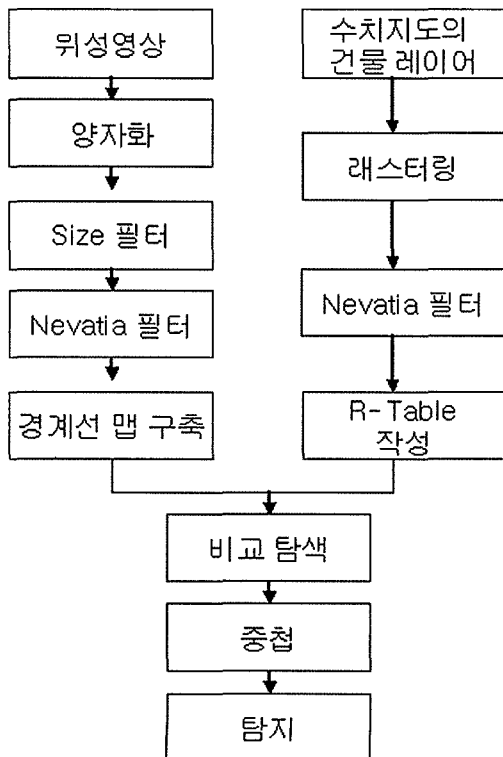 위성영상
양자화
Size 필터
Nevatia 필터
경계선 맵 구축
수치지도의
건물 레이어
래스터링
Nevatia 필터
R-Table
작성
비교 탐색
중첩
탐지